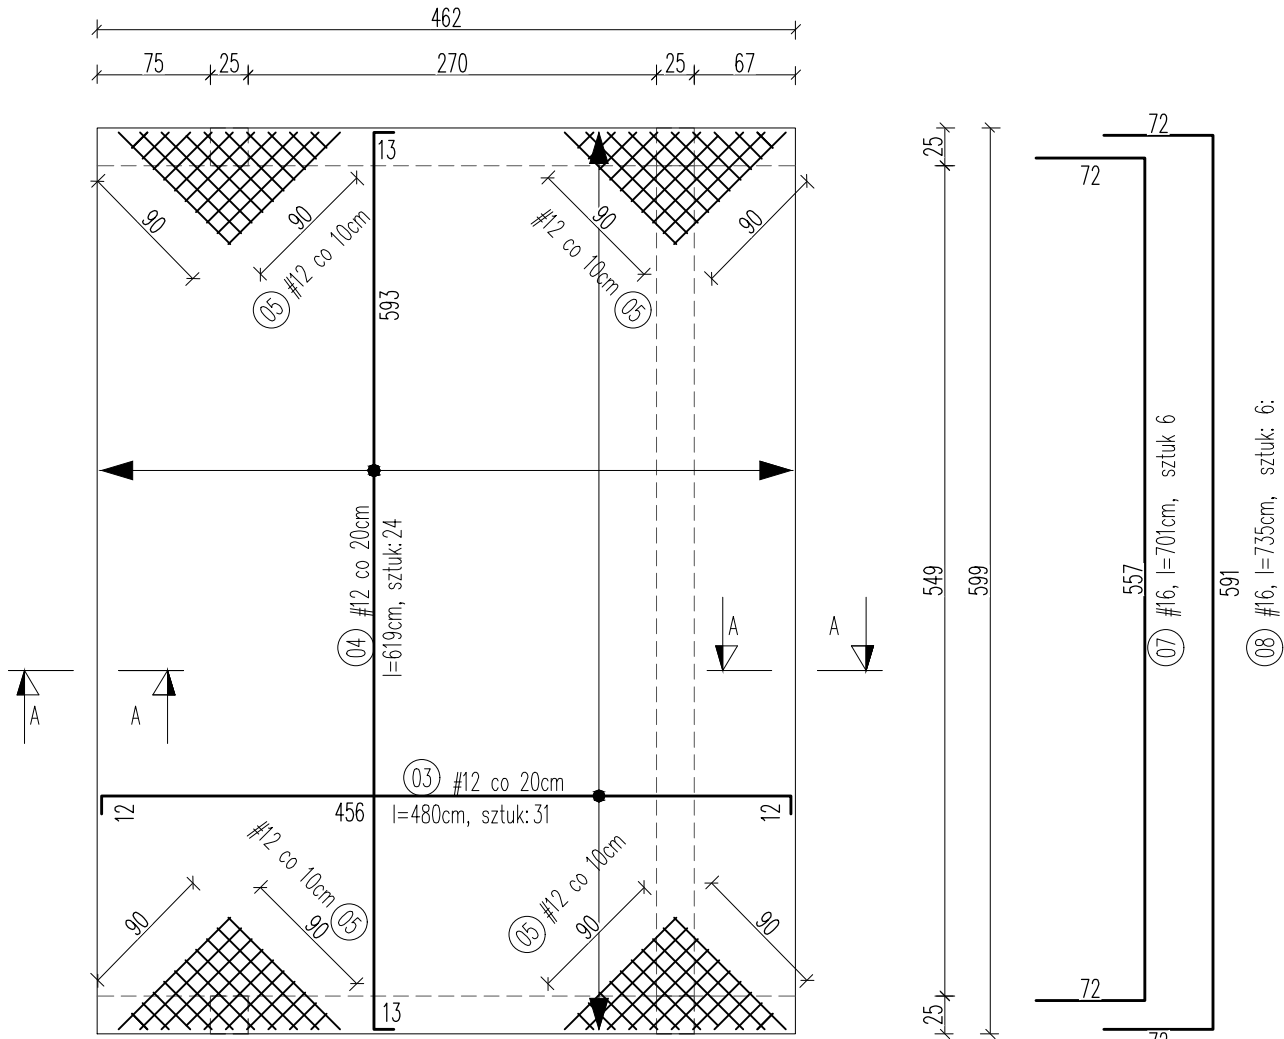 462
75
25
270
25
67
13
90
90
05 #12 co 10cm
593
90
#12 co 10cm 05
90
04 #12 co 20cm
l=619cm, sztuk:24
A
A
A
A
03 #12 co 20cm
12
456
l=480cm, sztuk:31
12
90
#12 co 10cm 05
90
05 #12 co 10cm
90
90
13
25
549
599
25
72
72
557
07 #16, l=701cm, sztuk 6
591
08 #16, l=735cm, sztuk: 6:
72
72